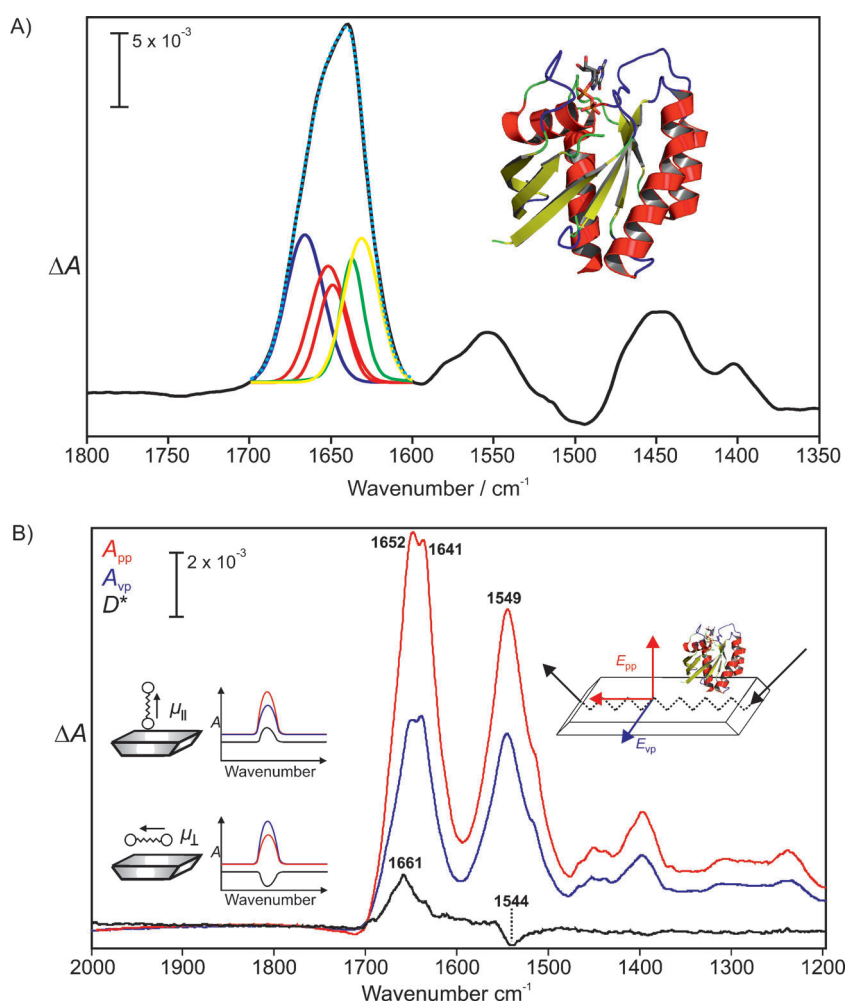 A)
5 x 10⁻³
ΔA
1800 1750 1700 1650 1600 1550 1500 1450 1400 1350
Wavenumber / cm⁻¹
B)
App
Avp
D*
2 x 10⁻³
1652 1641
1549
Epp
Evp
μ||
A
Wavenumber
ΔA
μ⊥
A
Wavenumber
1661
1544
2000 1900 1800 1700 1600 1500 1400 1300 1200
Wavenumber cm⁻¹